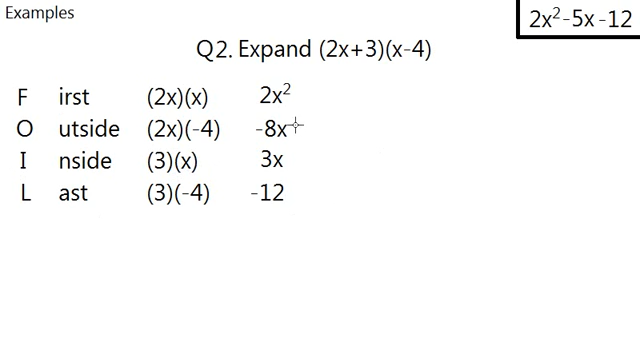 Examples
2x²-5x-12
Q2. Expand (2x+3)(x-4)
F irst (2x)(x) 2x²
O utside (2x)(-4) -8x
I nside (3)(x) 3x
L ast (3)(-4) -12